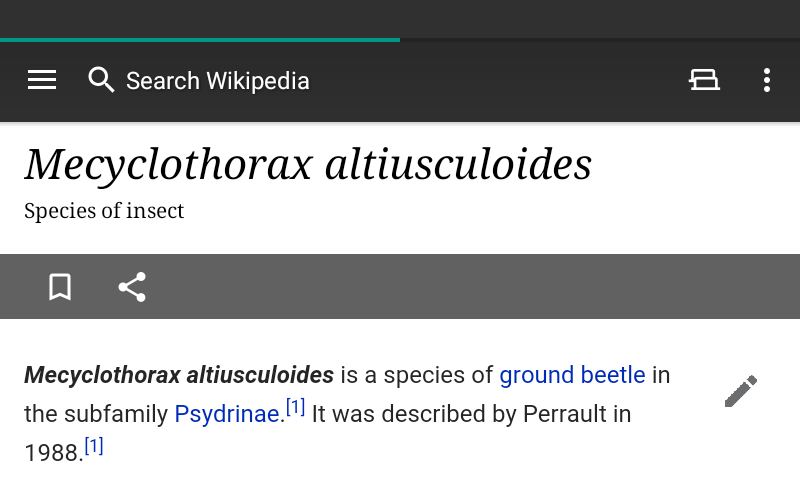 Search Wikipedia
Mecyclothorax altiusculoides
Species of insect
Mecyclothorax altiusculoides is a species of ground beetle in
the subfamily Psydrinae.[1] It was described by Perrault in
1988.[1]